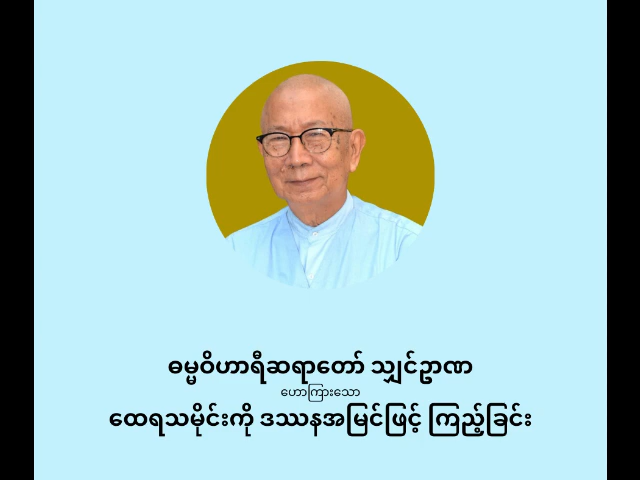 ဓမ္မဝိဟာရီဆရာတော် သျှင်ဥာဏ
ဟောကြားသော
ထေရသမိုင်းကို ဒဿနအမြင်ဖြင့် ကြည့်ခြင်း